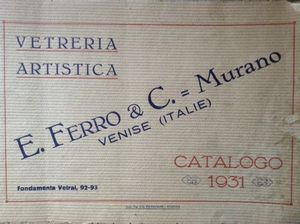 VETRERIA
ARTISTICA
E. FERRO & C. = Murano
VENISE (ITALIE)
CATALOGO
1931
Fondamenta Vetrai, 92-93